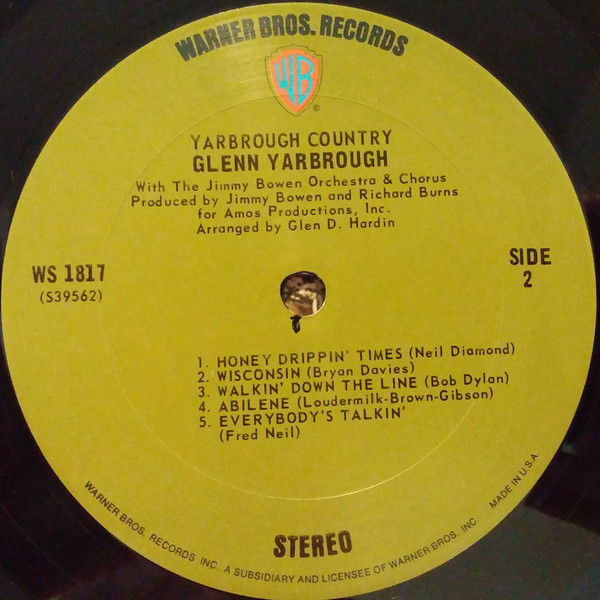 WARNER BROS. RECORDS
WB
®
YARBROUGH COUNTRY
GLENN YARBROUGH
With The Jimmy Bowen Orchestra & Chorus
Produced by Jimmy Bowen and Richard Burns
for Amos Productions, Inc.
Arranged by Glen D. Hardin
WS 1817
(S39562)
SIDE
2
1. HONEY DRIPPIN' TIMES (Neil Diamond)
2. WISCONSIN (Bryan Davies)
3. WALKIN' DOWN THE LINE (Bob Dylan)
4. ABILENE (Loudermilk-Brown-Gibson)
5. EVERYBODY'S TALKIN'
(Fred Neil)
STEREO
WARNER BROS. RECORDS INC., A SUBSIDIARY AND LICENSEE OF WARNER BROS. INC. MADE IN U.S.A.